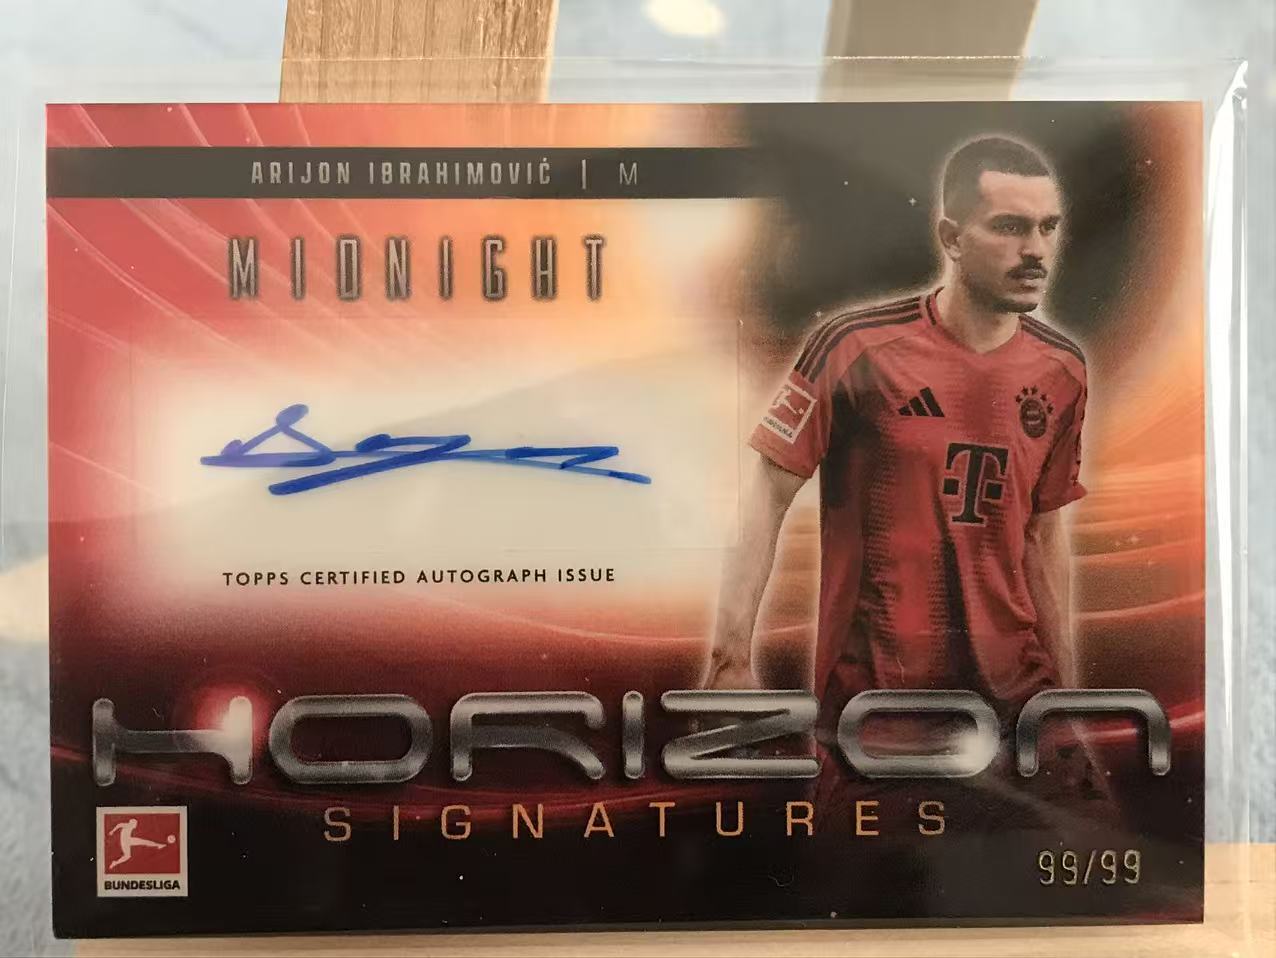 ARIJON IBRAHIMOVIĆ | M
MIDNIGHT
TOPPS CERTIFIED AUTOGRAPH ISSUE
T
HORIZON
SIGNATURES
BUNDESLIGA
99/99